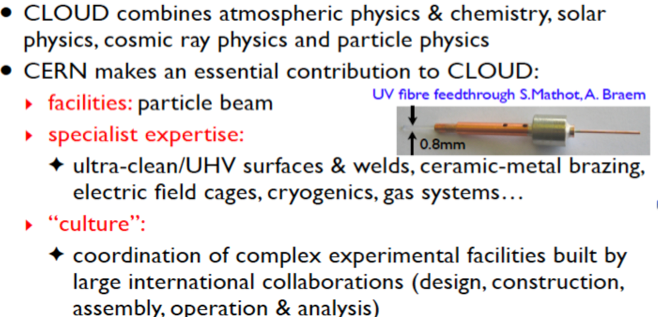 • CLOUD combines atmospheric physics & chemistry, solar
physics, cosmic ray physics and particle physics
• CERN makes an essential contribution to CLOUD:
▸ facilities: particle beam
UV fibre feedthrough S.Mathot, A. Braem
▸ specialist expertise:
0.8mm
✦ ultra-clean/UHV surfaces & welds, ceramic-metal brazing,
electric field cages, cryogenics, gas systems...
▸ “culture”:
✦ coordination of complex experimental facilities built by
large international collaborations (design, construction,
assembly, operation & analysis)